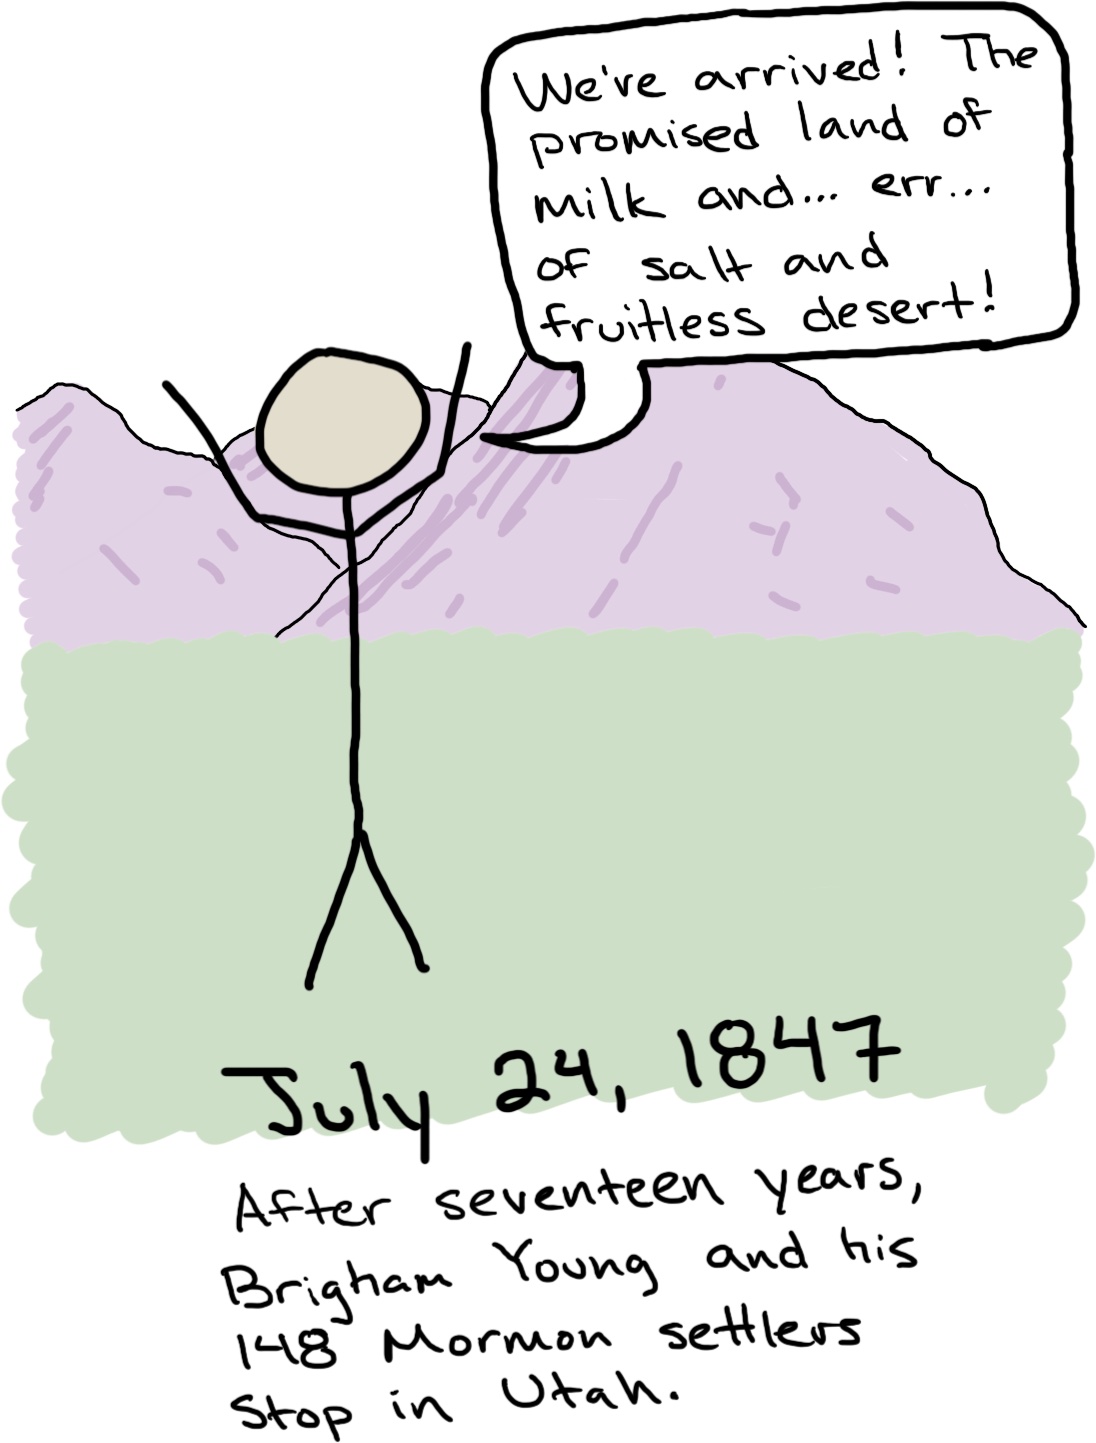 We've arrived! The
promised land of
milk and... err...
of salt and
fruitless desert!
July 24, 1847
After seventeen years,
Brigham Young and his
148 Mormon settlers
stop in Utah.